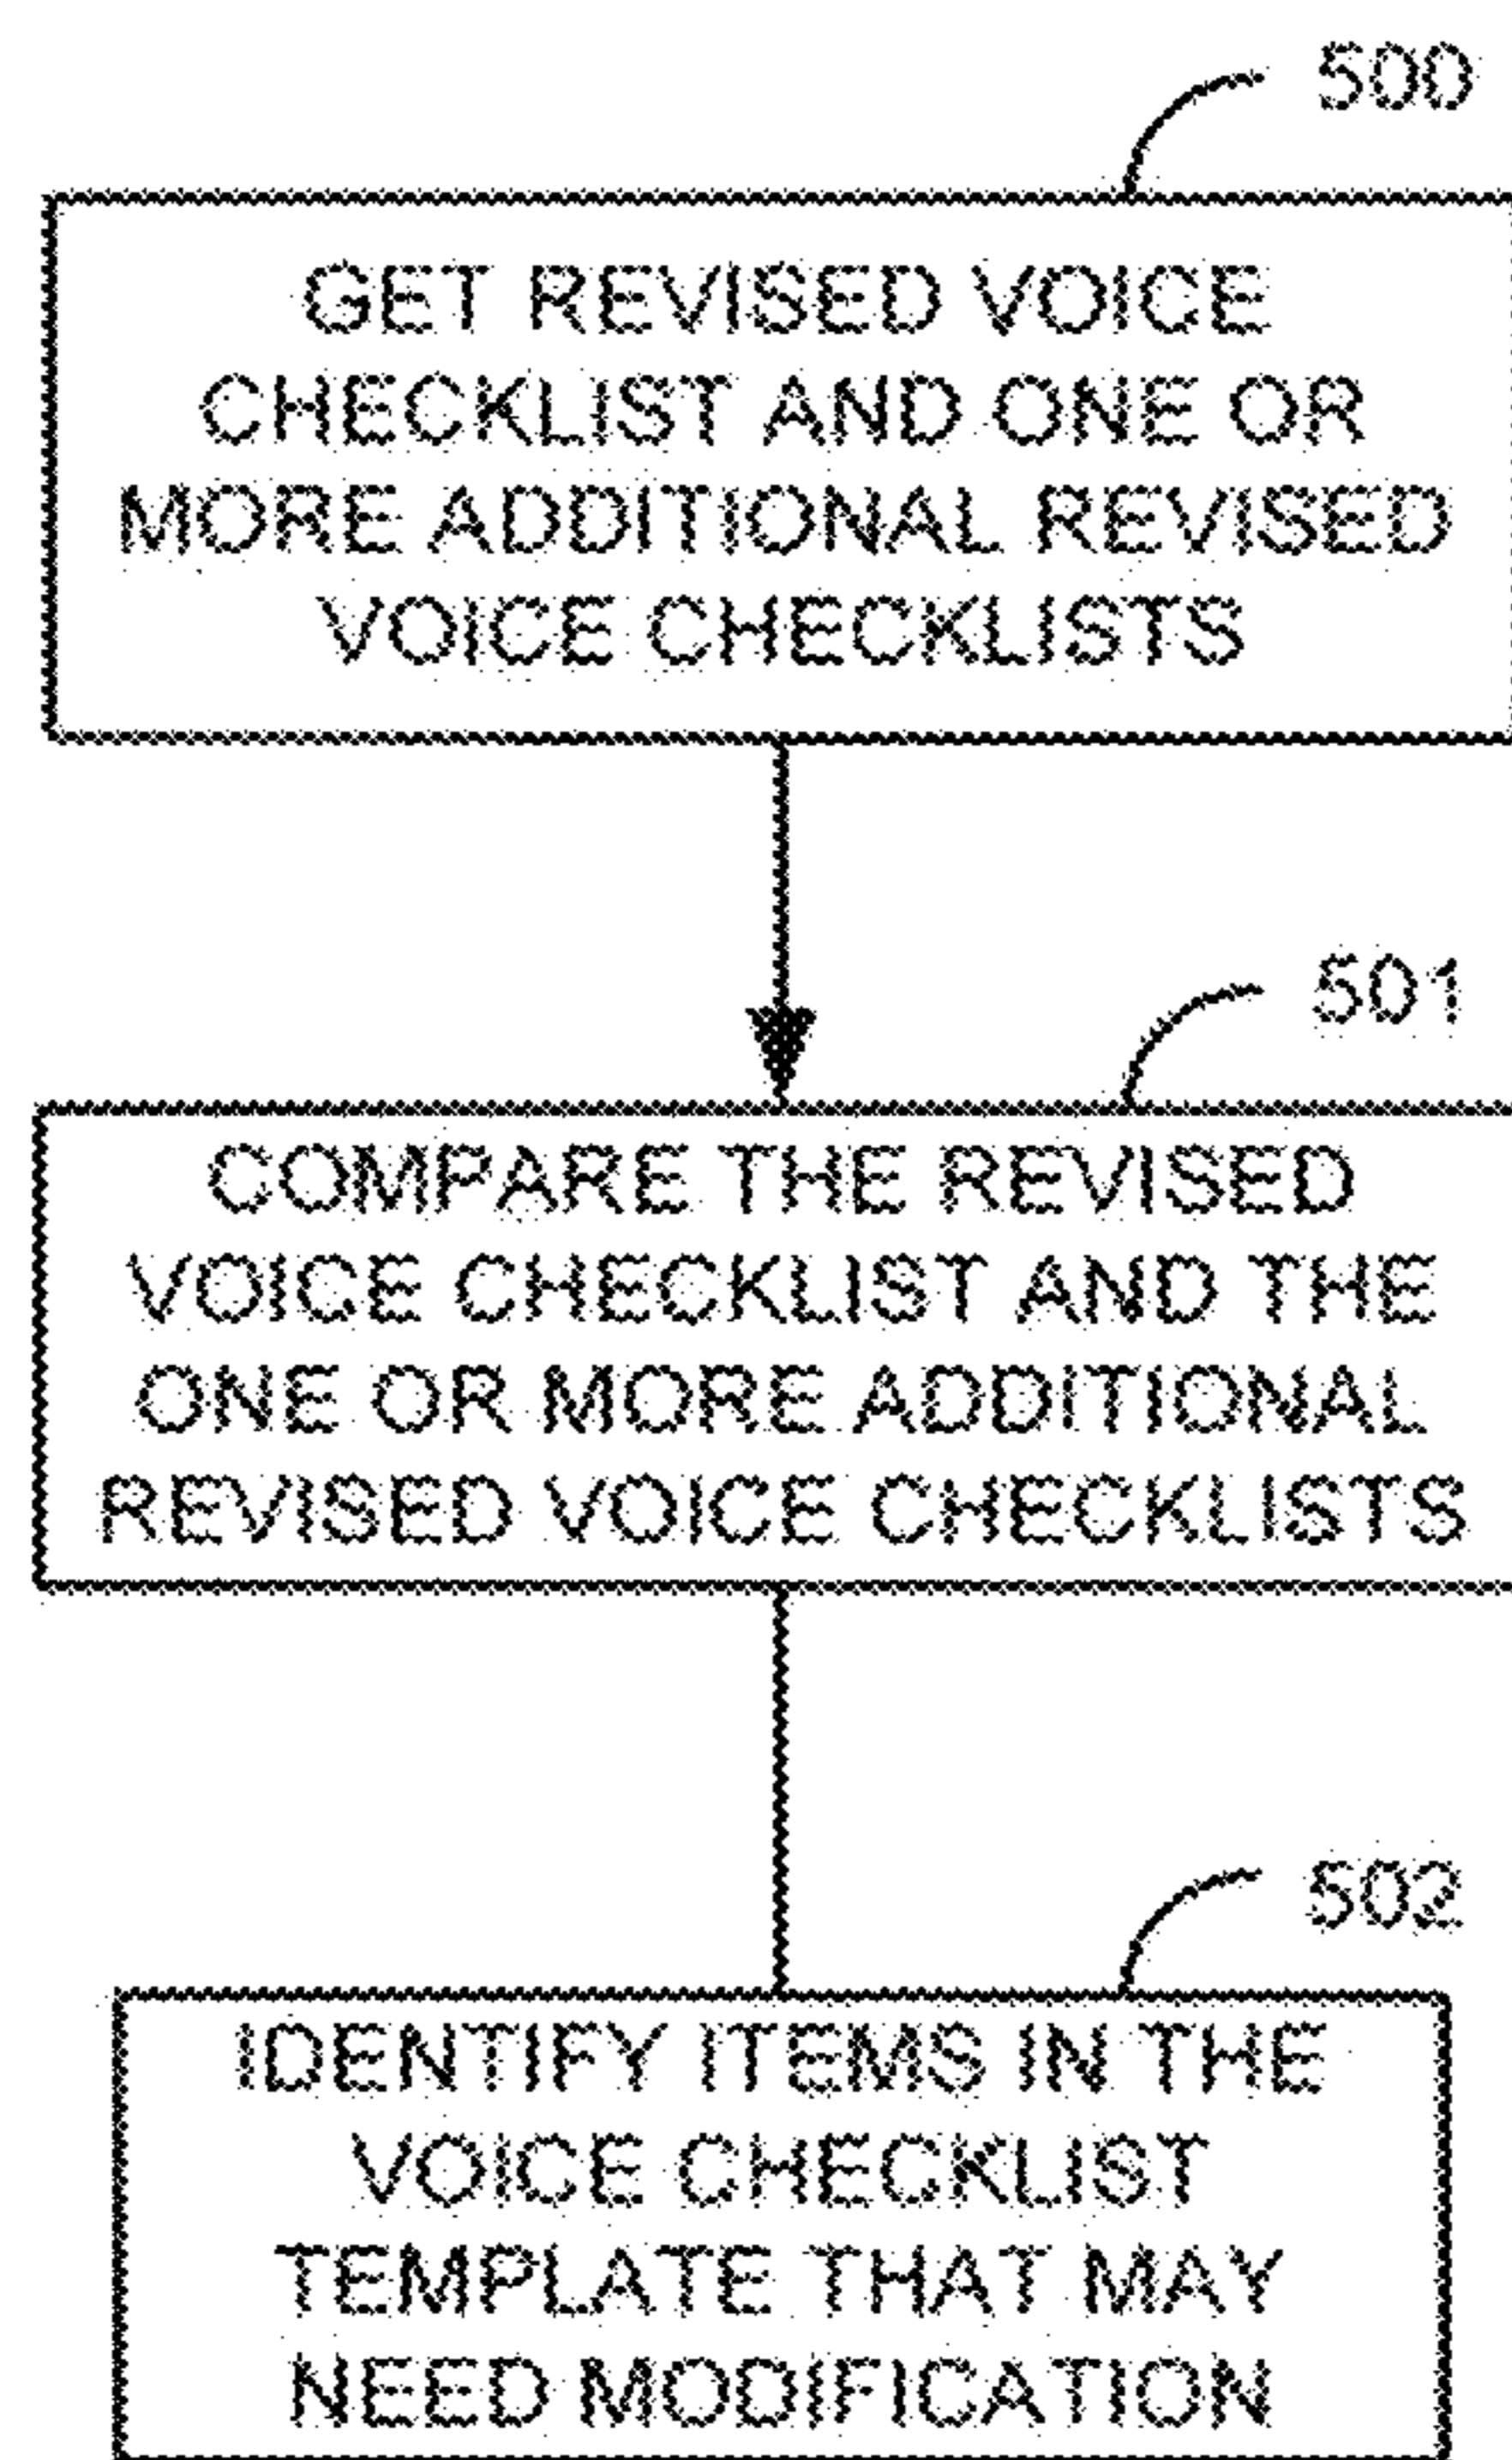 500
GET REVISED VOICE
CHECKLIST AND ONE OR
MORE ADDITIONAL REVISED
VOICE CHECKLISTS
501
COMPARE THE REVISED
VOICE CHECKLIST AND THE
ONE OR MORE ADDITIONAL
REVISED VOICE CHECKLISTS
502
IDENTIFY ITEMS IN THE
VOICE CHECKLIST
TEMPLATE THAT MAY
NEED MODIFICATION